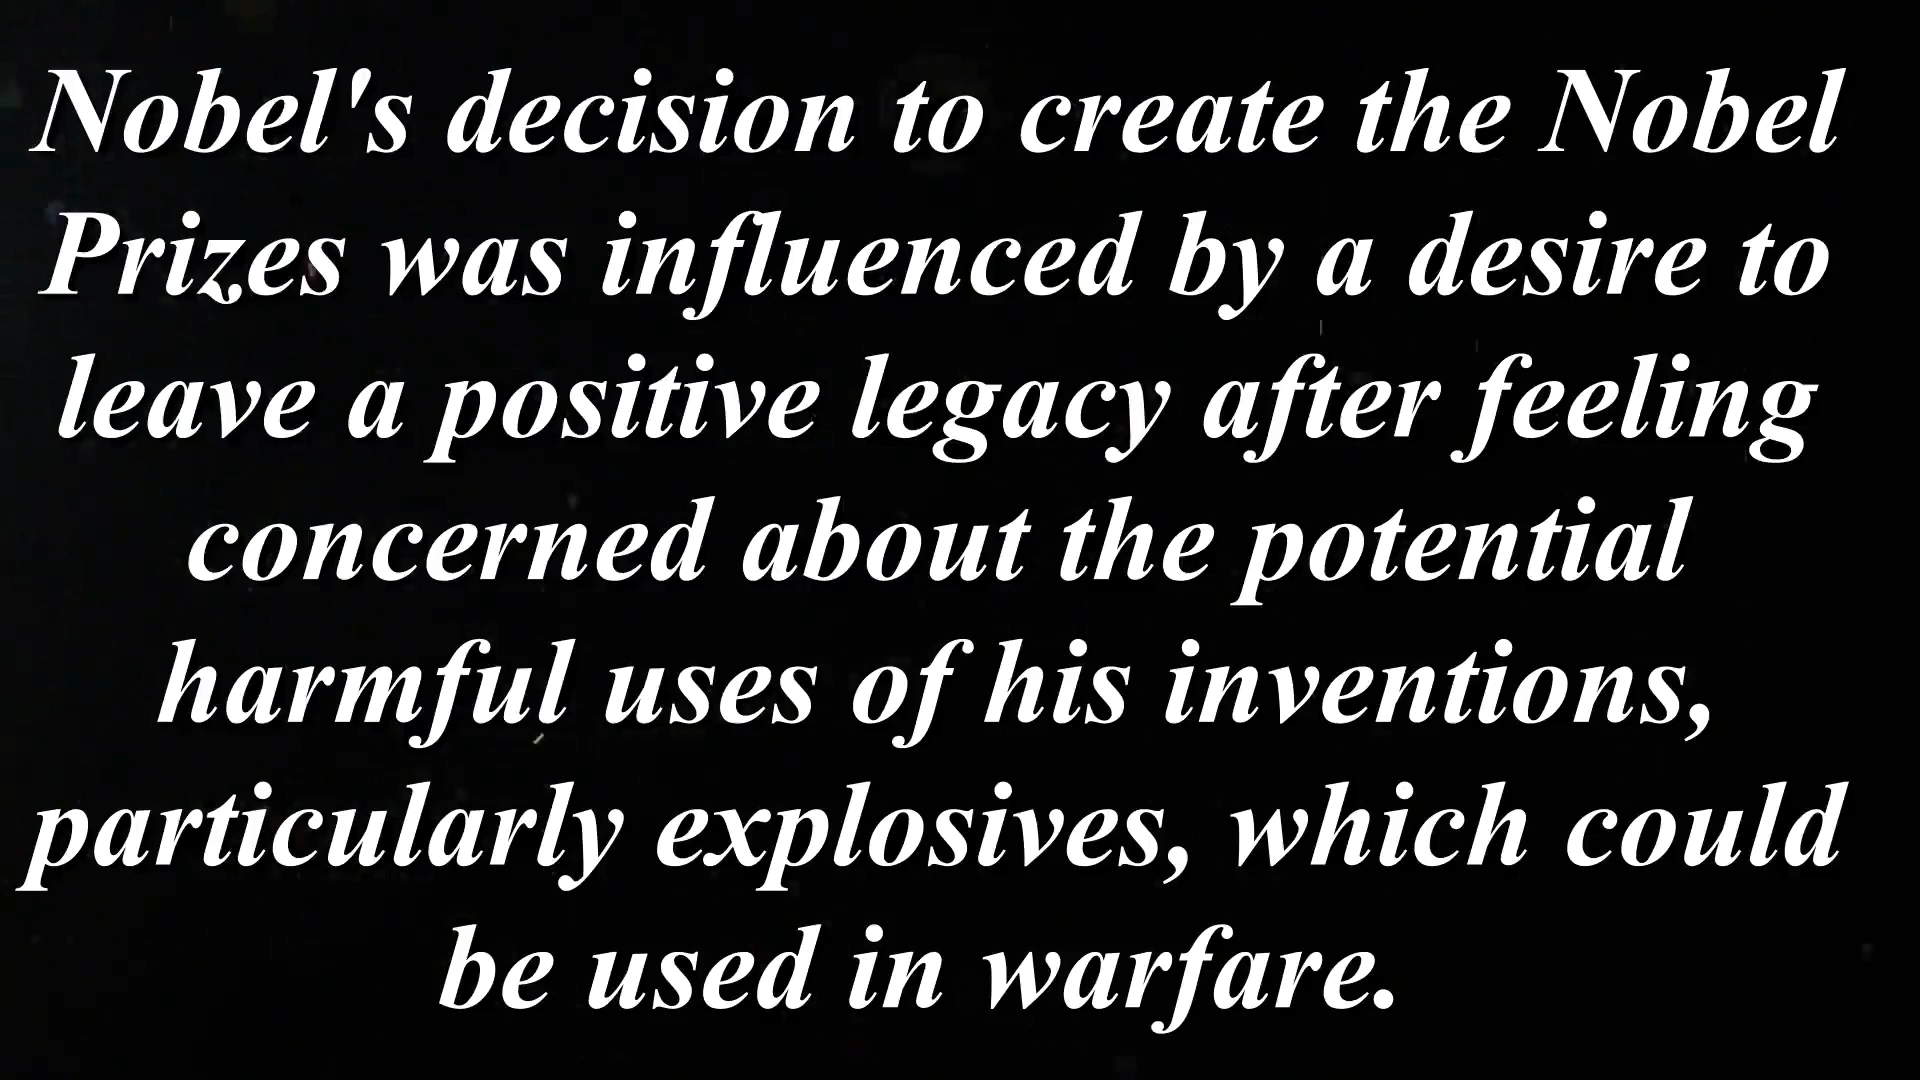 Nobel's decision to create the Nobel
Prizes was influenced by a desire to
leave a positive legacy after feeling
concerned about the potential
harmful uses of his inventions,
particularly explosives, which could
be used in warfare.